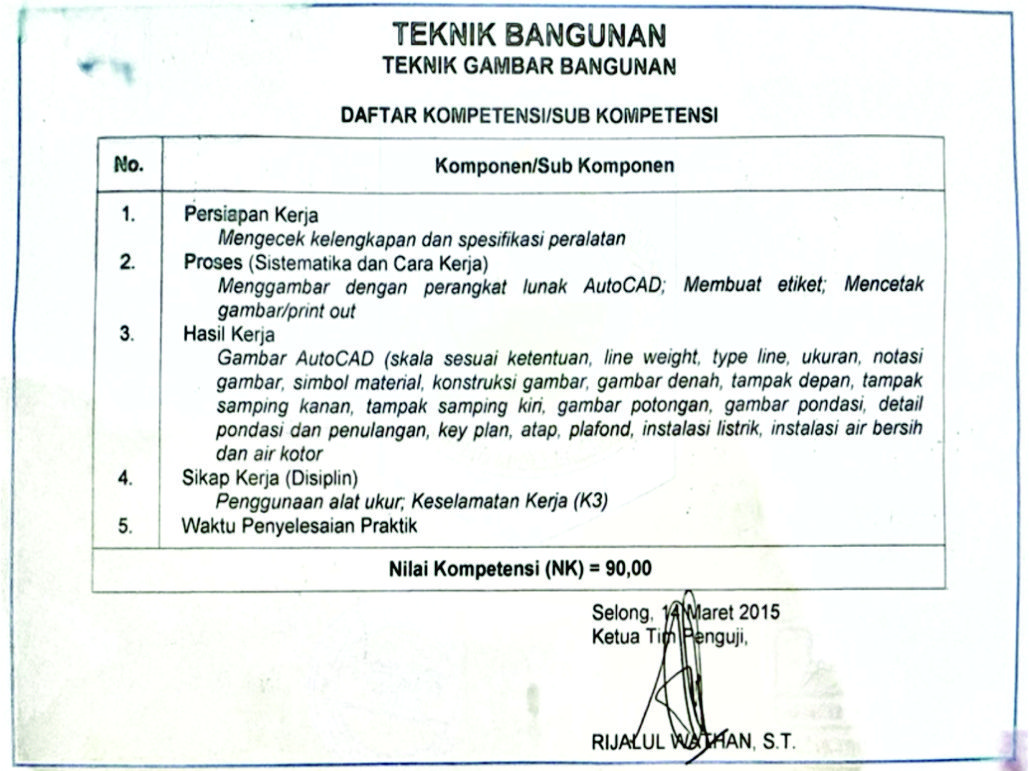 TEKNIK BANGUNAN
TEKNIK GAMBAR BANGUNAN
DAFTAR KOMPETENSI/SUB KOMPETENSI
No. Komponen/Sub Komponen
1. Persiapan Kerja
Mengecek kelengkapan dan spesifikasi peralatan
2. Proses (Sistematika dan Cara Kerja)
Menggambar dengan perangkat lunak AutoCAD; Membuat etiket; Mencetak
gambar/print out
3. Hasil Kerja
Gambar AutoCAD (skala sesuai ketentuan, line weight, type line, ukuran, notasi
gambar, simbol material, konstruksi gambar, gambar denah, tampak depan, tampak
samping kanan, tampak samping kiri, gambar potongan, gambar pondasi, detail
pondasi dan penulangan, key plan, atap, plafond, instalasi listrik, instalasi air bersih
dan air kotor
4. Sikap Kerja (Disiplin)
Penggunaan alat ukur; Keselamatan Kerja (K3)
5. Waktu Penyelesaian Praktik
Nilai Kompetensi (NK) = 90,00
Selong, 14 Maret 2015
Ketua Tim Penguji,
RIJALUL WATHAN, S.T.